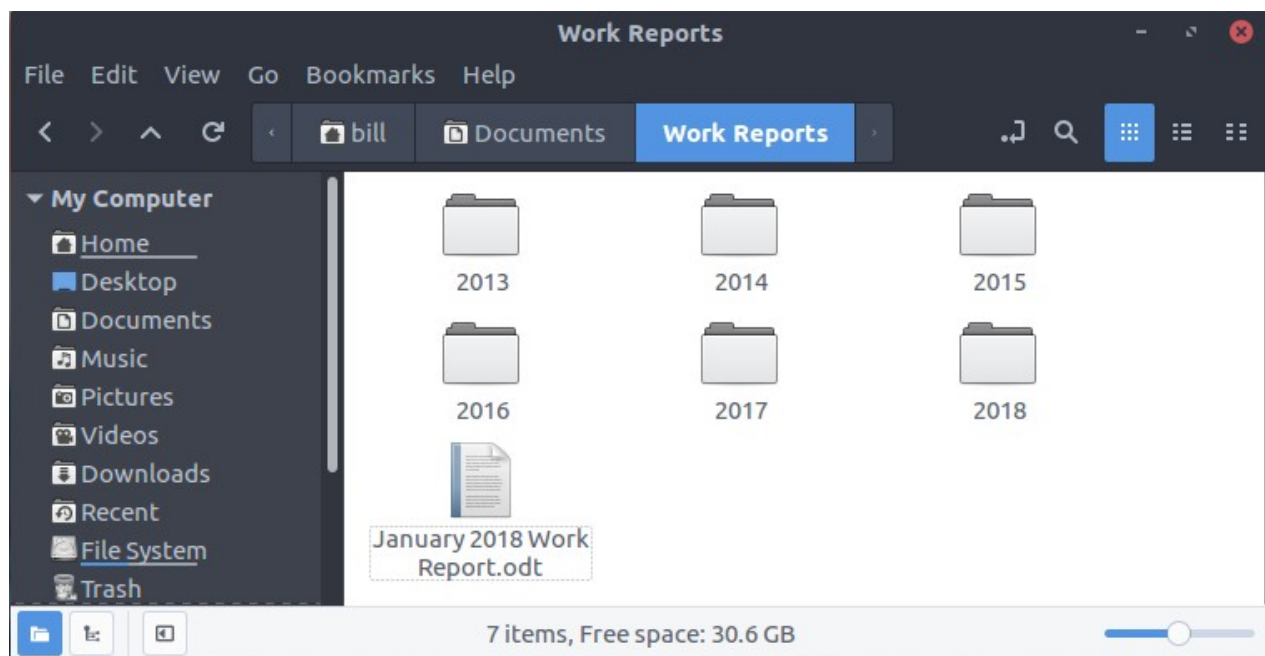 Work Reports
File Edit View Go Bookmarks Help
bill Documents Work Reports
My Computer
Home
Desktop
Documents
Music
Pictures
Videos
Downloads
Recent
File System
Trash
2013 2014 2015
2016 2017 2018
January 2018 Work
Report.odt
7 items, Free space: 30.6 GB